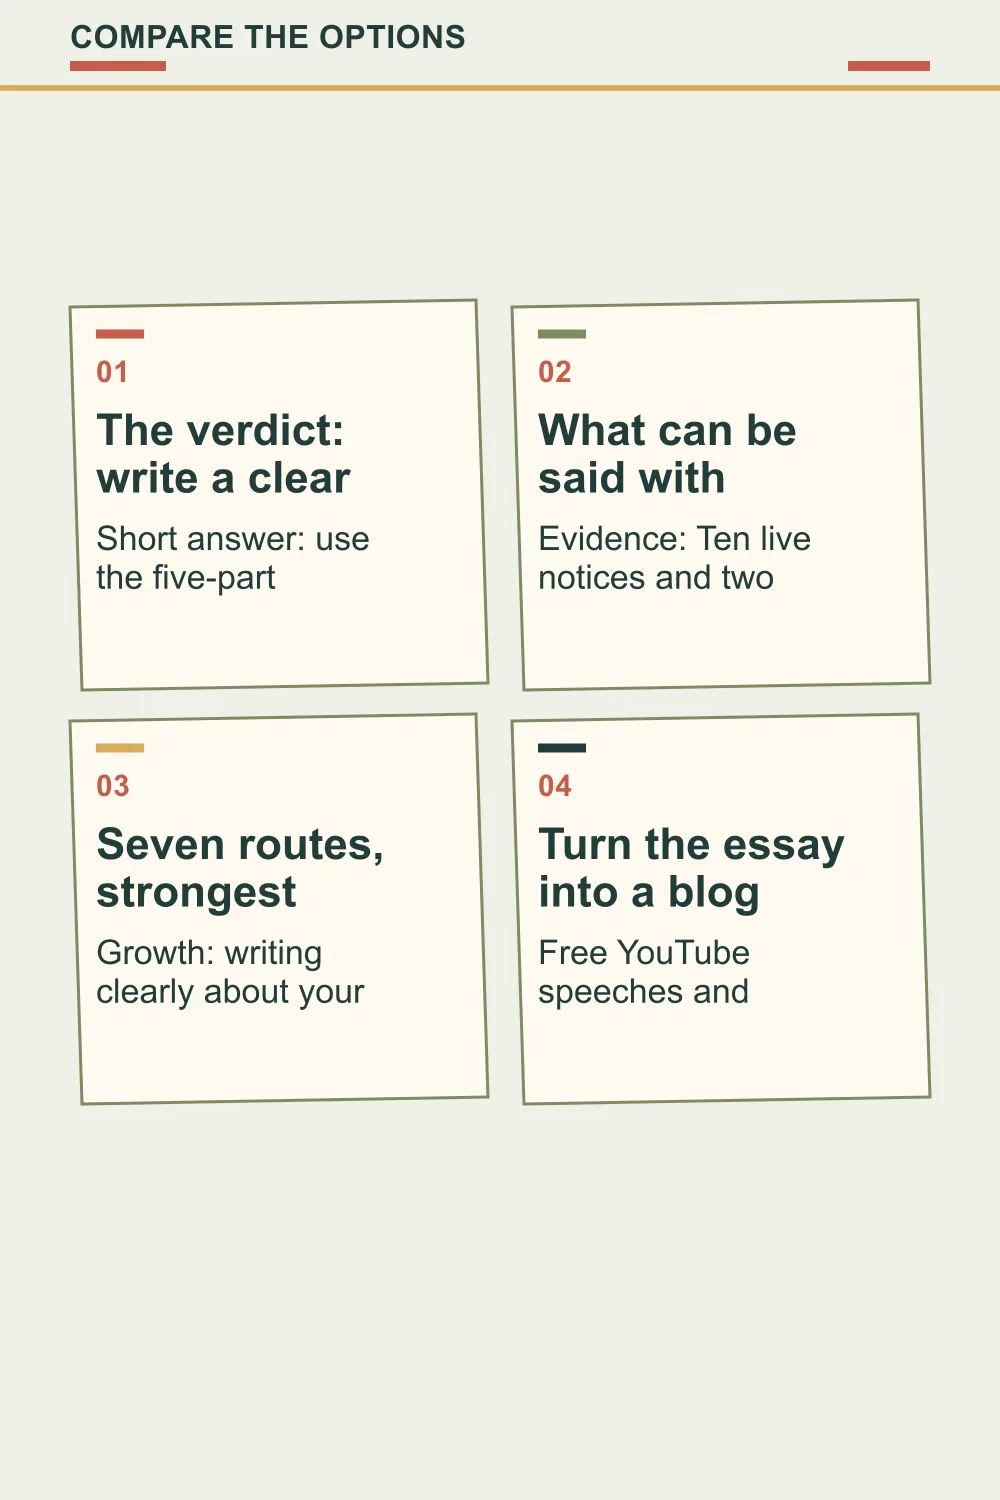 COMPARE THE OPTIONS
01
The verdict:
write a clear
Short answer: use
the five-part
02
What can be
said with
Evidence: Ten live
notices and two
03
Seven routes,
strongest
Growth: writing
clearly about your
04
Turn the essay
into a blog
Free YouTube
speeches and